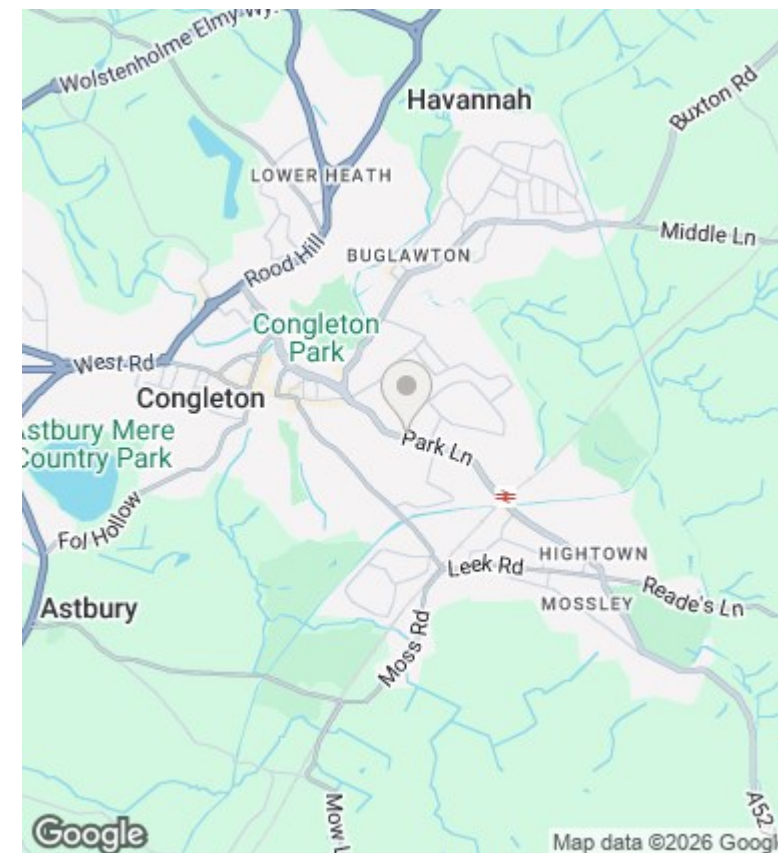 Wolstenholme Elmy Wy.
Havannah
Buxton Rd
LOWER HEATH
Middle Ln
BUGLAWTON
Rood Hill
Congleton
Park
West Rd
Congleton
Astbury Mere
Country Park
Park Ln
Fol Hollow
HIGHTOWN
Leek Rd
Reade's Ln
MOSSLEY
Astbury
Moss Rd
A52
Mow L
Google
Map data ©2026 Google